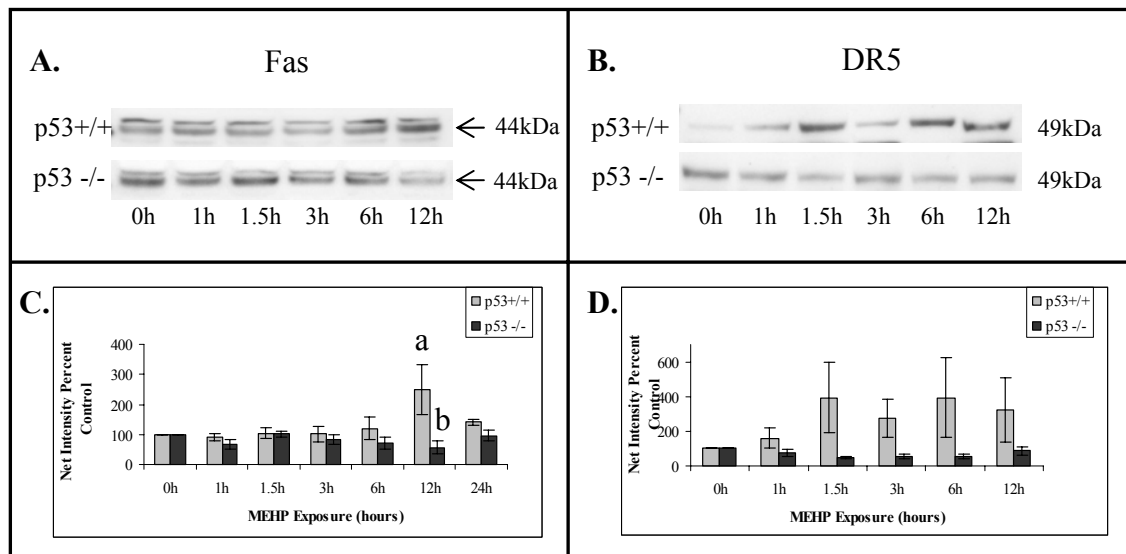 A. Fas
p53+/+ 44kDa
p53 -/- 44kDa
0h 1h 1.5h 3h 6h 12h
B. DR5
p53+/+ 49kDa
p53 -/- 49kDa
0h 1h 1.5h 3h 6h 12h
C.
p53+/+
p53 -/-
Net Intensity Percent
Control
400
300
200
100
0
a
b
0h 1h 1.5h 3h 6h 12h 24h
MEHP Exposure (hours)
D.
p53+/+
p53 -/-
Net Intensity Percent
Control
600
400
200
0
0h 1h 1.5h 3h 6h 12h
MEHP Exposure (hours)